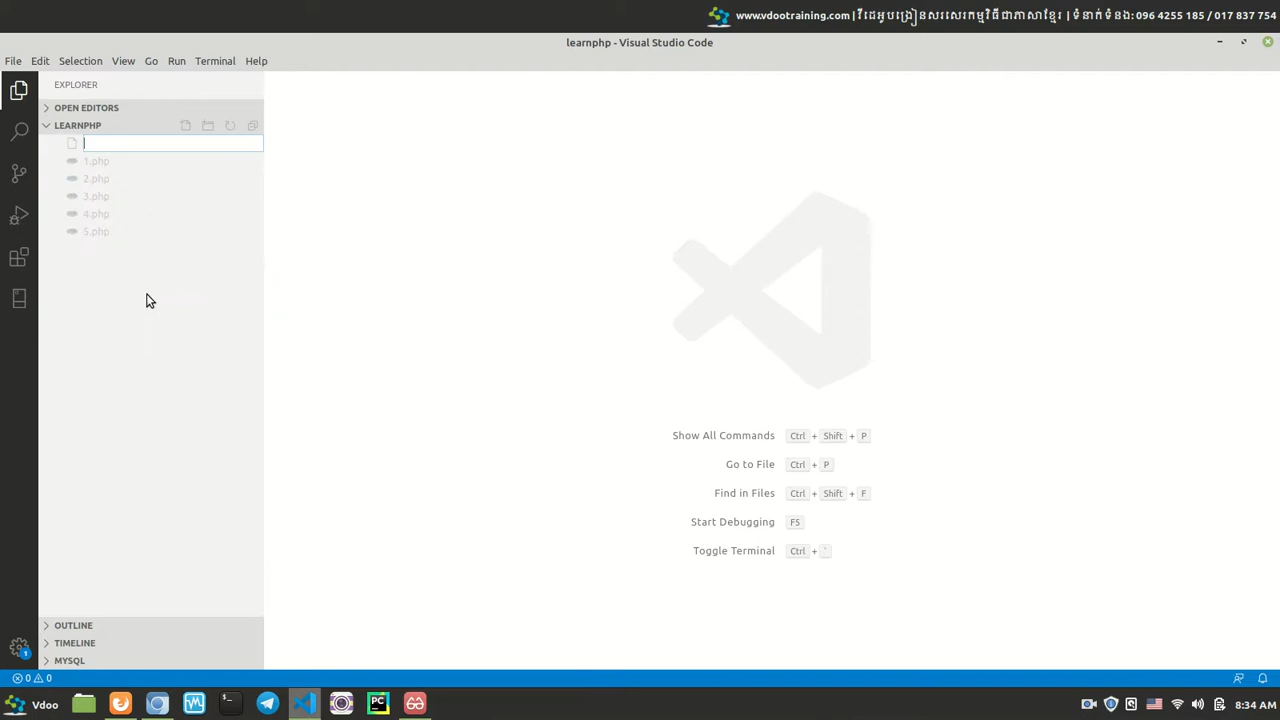 www.vdootraining.com | វីដេអូបង្រៀនសរសេរកម្មវិធីជាភាសាខ្មែរ | ទំនាក់ទំនង: 096 4255 185 / 017 837 754
learnphp - Visual Studio Code
File Edit Selection View Go Run Terminal Help
EXPLORER
OPEN EDITORS
LEARNPHP
1.php
2.php
3.php
4.php
5.php
Show All Commands Ctrl + Shift + P
Go to File Ctrl + P
Find in Files Ctrl + Shift + F
Start Debugging F5
Toggle Terminal Ctrl + `
OUTLINE
TIMELINE
MYSQL
1
0 0
Vdoo
PC
8:34 AM